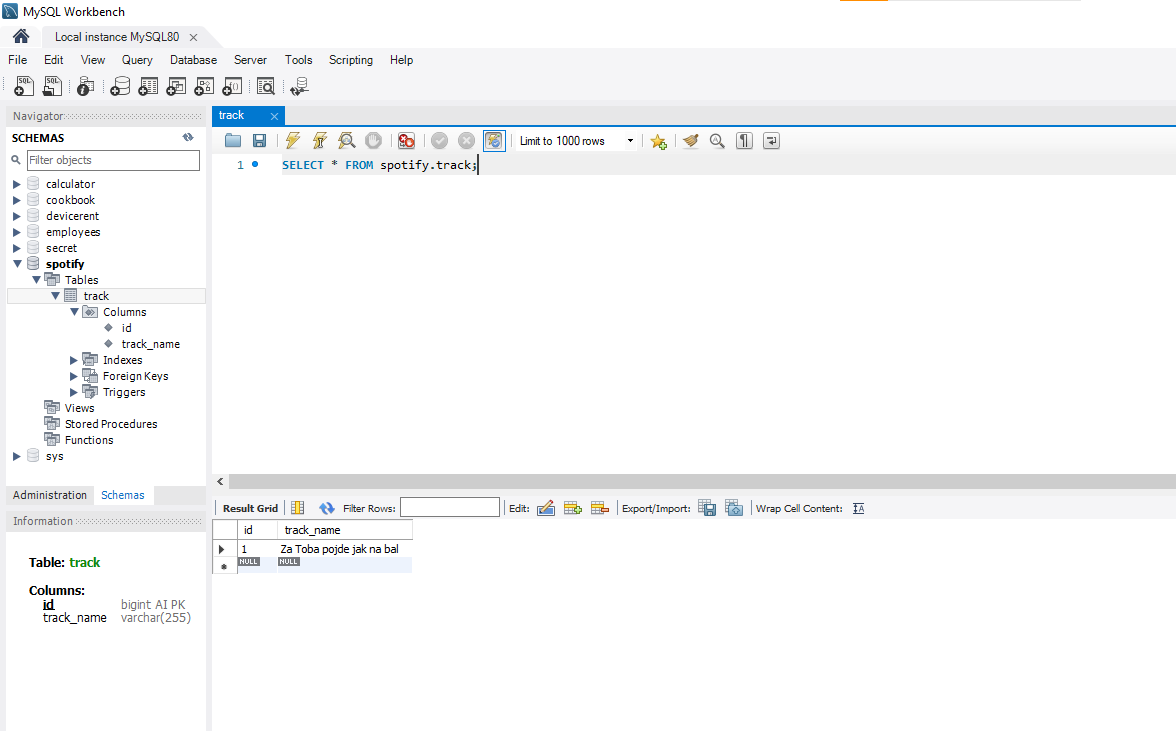 MySQL Workbench
Local instance MySQL80
File Edit View Query Database Server Tools Scripting Help
Navigator
SCHEMAS
Filter objects
calculator
cookbook
devicerent
employees
secret
spotify
Tables
track
Columns
id
track_name
Indexes
Foreign Keys
Triggers
Views
Stored Procedures
Functions
sys
Administration Schemas
Information
Table: track
Columns:
id bigint AI PK
track_name varchar(255)
track
Limit to 1000 rows
1 SELECT * FROM spotify.track;
Result Grid Filter Rows: Edit: Export/Import: Wrap Cell Content:
id track_name
1 Za Toba pojde jak na bal
NULL NULL